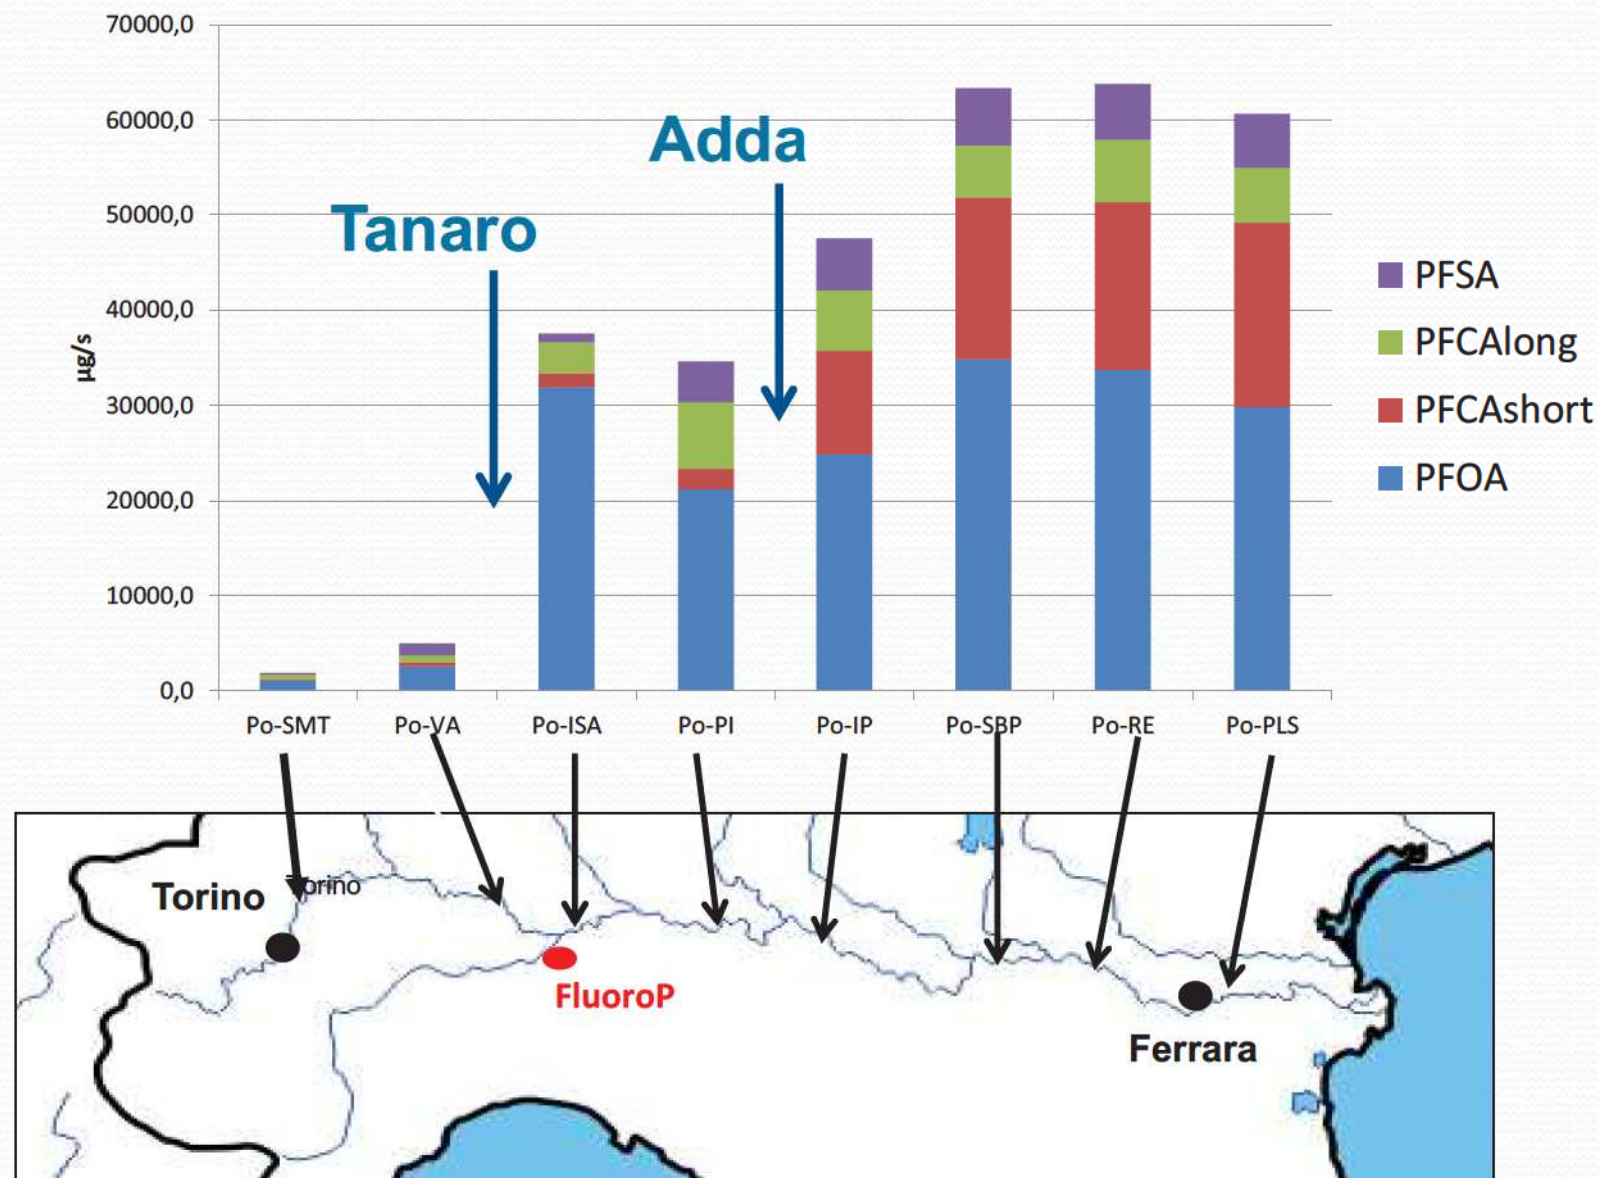 70000,0
60000,0
50000,0
40000,0
30000,0
20000,0
10000,0
0,0
µg/s
Tanaro
Adda
PFSA
PFCAlong
PFCAshort
PFOA
Po-SMT Po-VA Po-ISA Po-PI Po-IP Po-SBP Po-RE Po-PLS
Torino
Torino
FluoroP
Ferrara